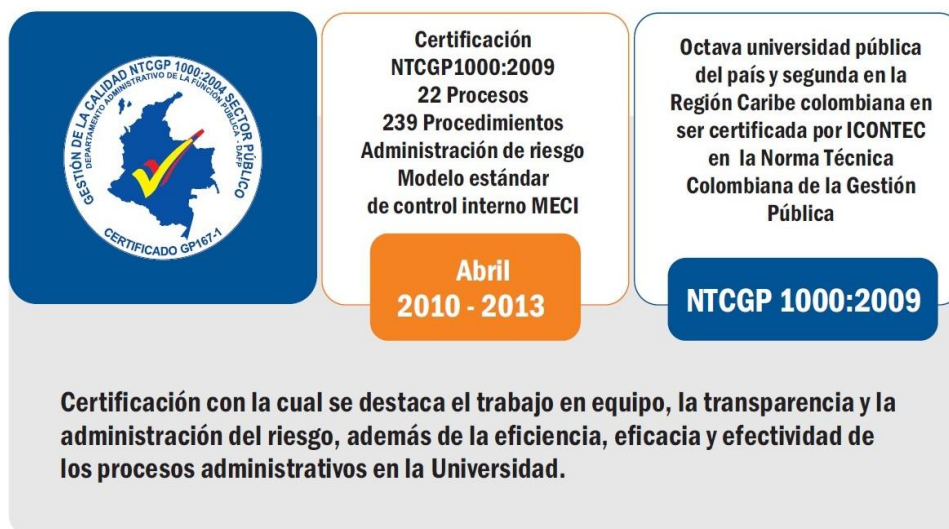 GESTIÓN DE LA CALIDAD NTCGP 1000:2004 SECTOR PÚBLICO
DEPARTAMENTO ADMINISTRATIVO DE LA FUNCIÓN PÚBLICA - DAFP
CERTIFICADO GP167-1
Certificación
NTCGP1000:2009
22 Procesos
239 Procedimientos
Administración de riesgo
Modelo estándar
de control interno MECI
Abril
2010 - 2013
Octava universidad pública
del país y segunda en la
Región Caribe colombiana en
ser certificada por ICONTEC
en la Norma Técnica
Colombiana de la Gestión
Pública
NTCGP 1000:2009
Certificación con la cual se destaca el trabajo en equipo, la transparencia y la
administración del riesgo, además de la eficiencia, eficacia y efectividad de
los procesos administrativos en la Universidad.